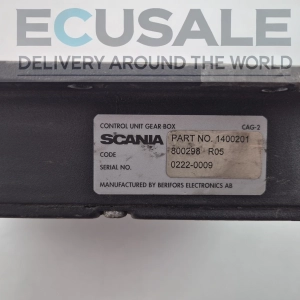 ECUSALE
DELIVERY AROUND THE WORLD
CONTROL UNIT GEAR BOX CAG-2
SCANIA PART NO. 1400201
CODE 800298 - R05
SERIAL NO. 0222-0009
MANUFACTURED BY BERIFORS ELECTRONICS AB